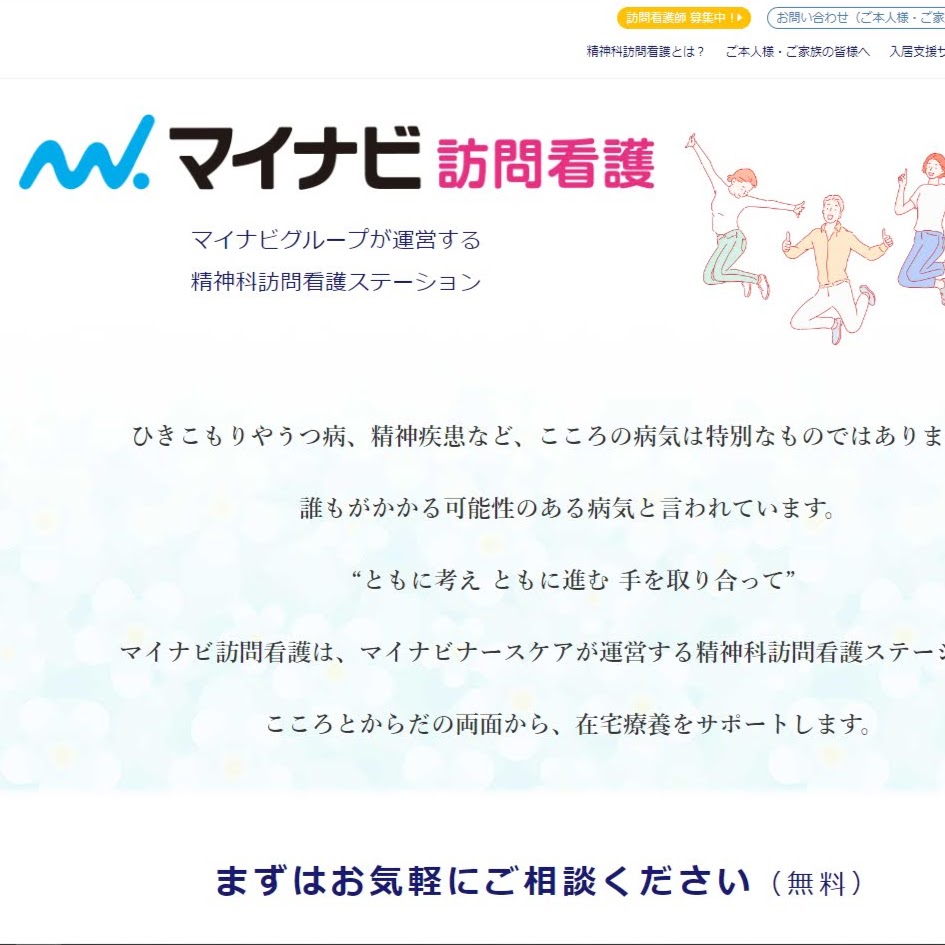 訪問看護師 募集中！
お問い合わせ（ご本人様・ご家
精神科訪問看護とは？ ご本人様・ご家族の皆様へ 入居支援サ
マイナビ訪問看護
マイナビグループが運営する
精神科訪問看護ステーション
ひきこもりやうつ病、精神疾患など、こころの病気は特別なものではありま
誰もがかかる可能性のある病気と言われています。
“ともに考え ともに進む 手を取り合って”
マイナビ訪問看護は、マイナビナースケアが運営する精神科訪問看護ステーシ
こころとからだの両面から、在宅療養をサポートします。
まずはお気軽にご相談ください（無料）